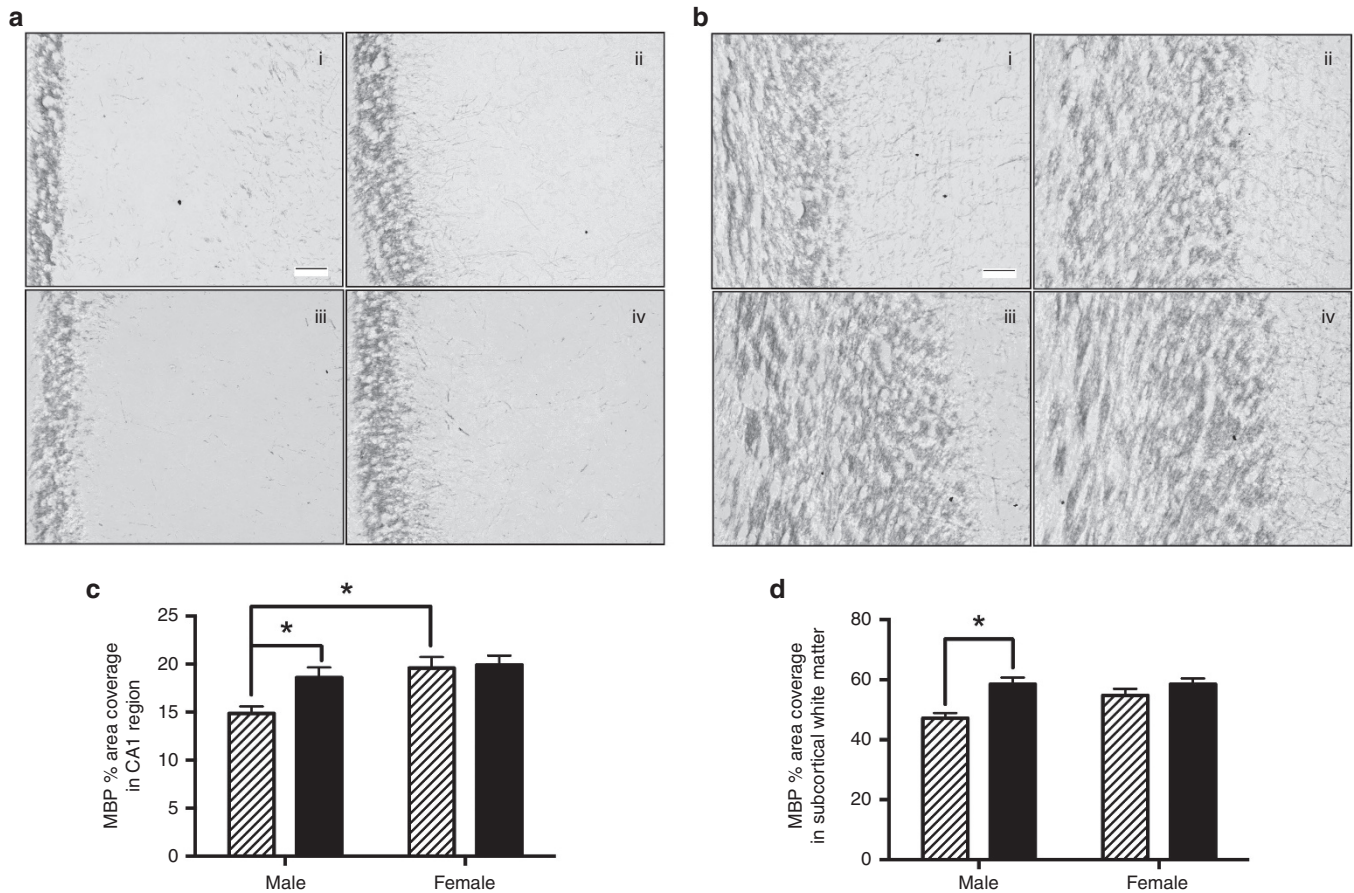 a
b
i
ii
iii
iv
i
ii
iii
iv
c
*
*
25
20
15
10
5
0
MBP % area coverage
in CA1 region
Male
Female
d
*
80
60
40
20
0
MBP % area coverage
in subcortical white matter
Male
Female